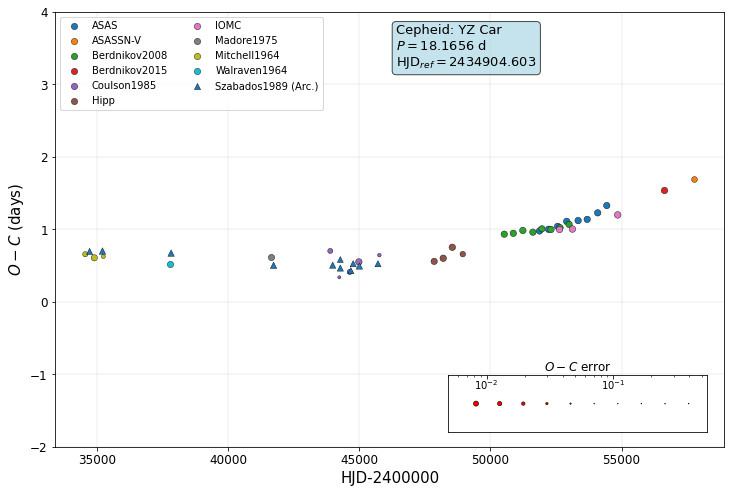 ASAS
ASASSN-V
Berdnikov2008
Berdnikov2015
Coulson1985
Hipp
IOMC
Madore1975
Mitchell1964
Walraven1964
Szabados1989 (Arc.)
Cepheid: YZ Car
P = 18.1656 d
HJD_ref = 2434904.603
4
3
2
1
0
−1
−2
O − C (days)
O − C error
10^−2 10^−1
35000 40000 45000 50000 55000
HJD-2400000